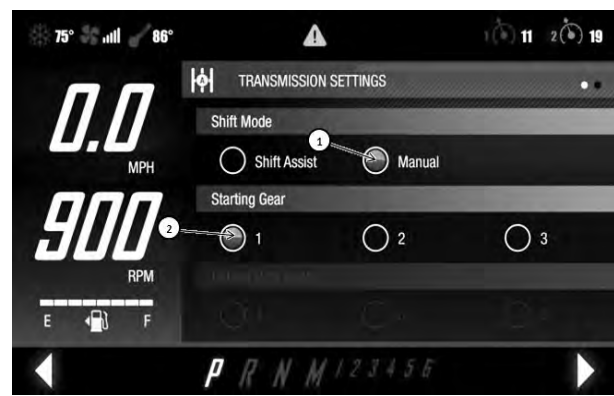 75° 86° 1 11 2 19
TRANSMISSION SETTINGS
0.0
MPH
Shift Mode
1
Shift Assist Manual
Starting Gear
2
1 2 3
900
RPM
E F
P R N M 1 2 3 4 5 6